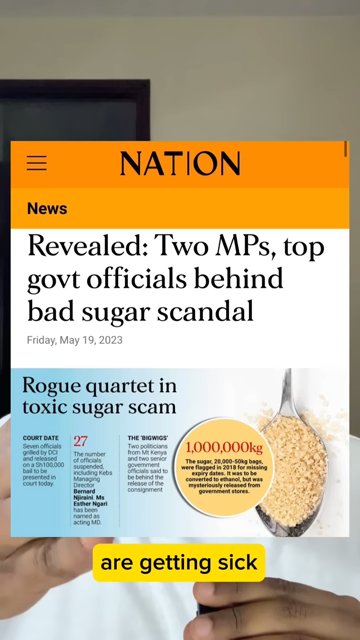 NATION
News
Revealed: Two MPs, top
govt officials behind
bad sugar scandal
Friday, May 19, 2023
Rogue quartet in
toxic sugar scam
COURT DATE
Seven officials
grilled by DCI
and released
on a Sh100,000
bail to be
presented in
court today.
27
The number
of officials
suspended,
including Kebs
Managing
Director
Bernard
Njiraini. Ms
Esther Ngari
has been
named as
acting MD.
THE 'BIGWIGS'
Two politicians
from Mt Kenya
and two senior
government
officials said to
be behind the
release of the
consignment
1,000,000kg
The sugar, 20,000-50kg bags,
were flagged in 2018 for missing
expiry dates. It was to be
converted to ethanol, but was
mysteriously released from
government stores.
are getting sick